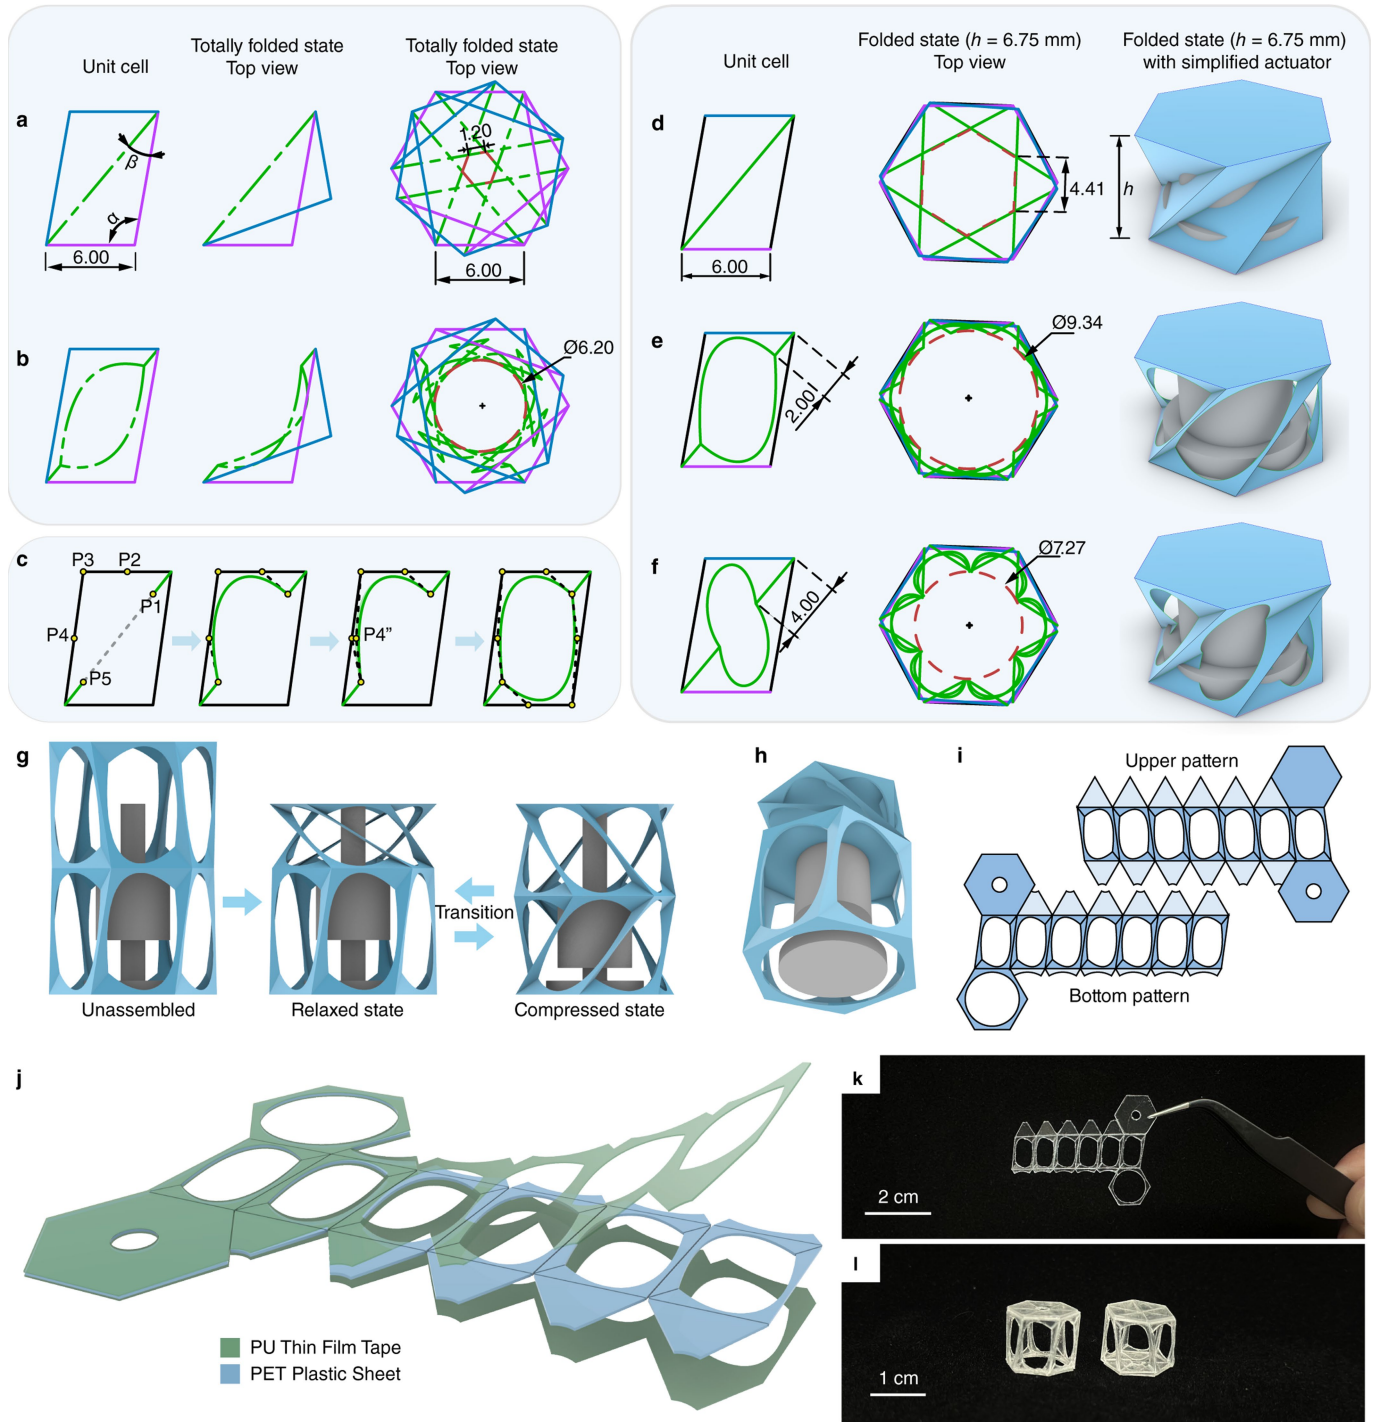 a
Unit cell
Totally folded state
Top view
Totally folded state
Top view
β
α
6.00
1.20
6.00
b
Ø6.20
c
P3
P2
P1
P4
P5
P4”
d
Unit cell
Folded state (h = 6.75 mm)
Top view
Folded state (h = 6.75 mm)
with simplified actuator
6.00
4.41
h
e
2.00
Ø9.34
f
4.00
Ø7.27
g
Transition
Unassembled
Relaxed state
Compressed state
h
i
Upper pattern
Bottom pattern
j
PU Thin Film Tape
PET Plastic Sheet
k
2 cm
l
1 cm